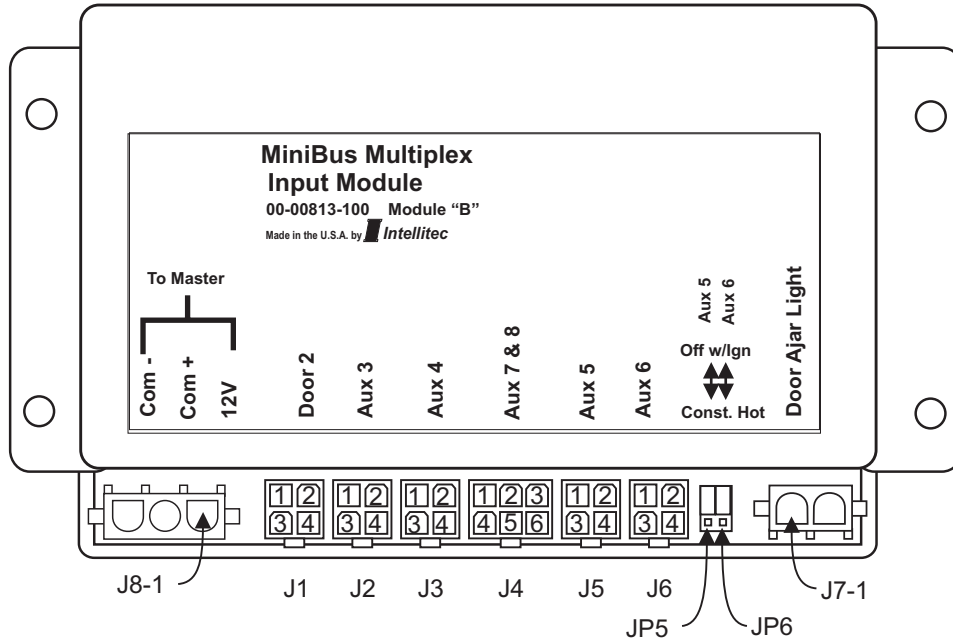 MiniBus Multiplex
Input Module
00-00813-100 Module “B”
Made in the U.S.A. by Intellitec
To Master
Com -
Com +
12V
Door 2
Aux 3
Aux 4
Aux 7 & 8
Aux 5
Aux 6
Aux 5
Aux 6
Off w/Ign
Const. Hot
Door Ajar Light
1 2
3 4
1 2
3 4
1 2
3 4
1 2 3
4 5 6
1 2
3 4
1 2
3 4
J8-1
J1
J2
J3
J4
J5
J6
JP5
JP6
J7-1